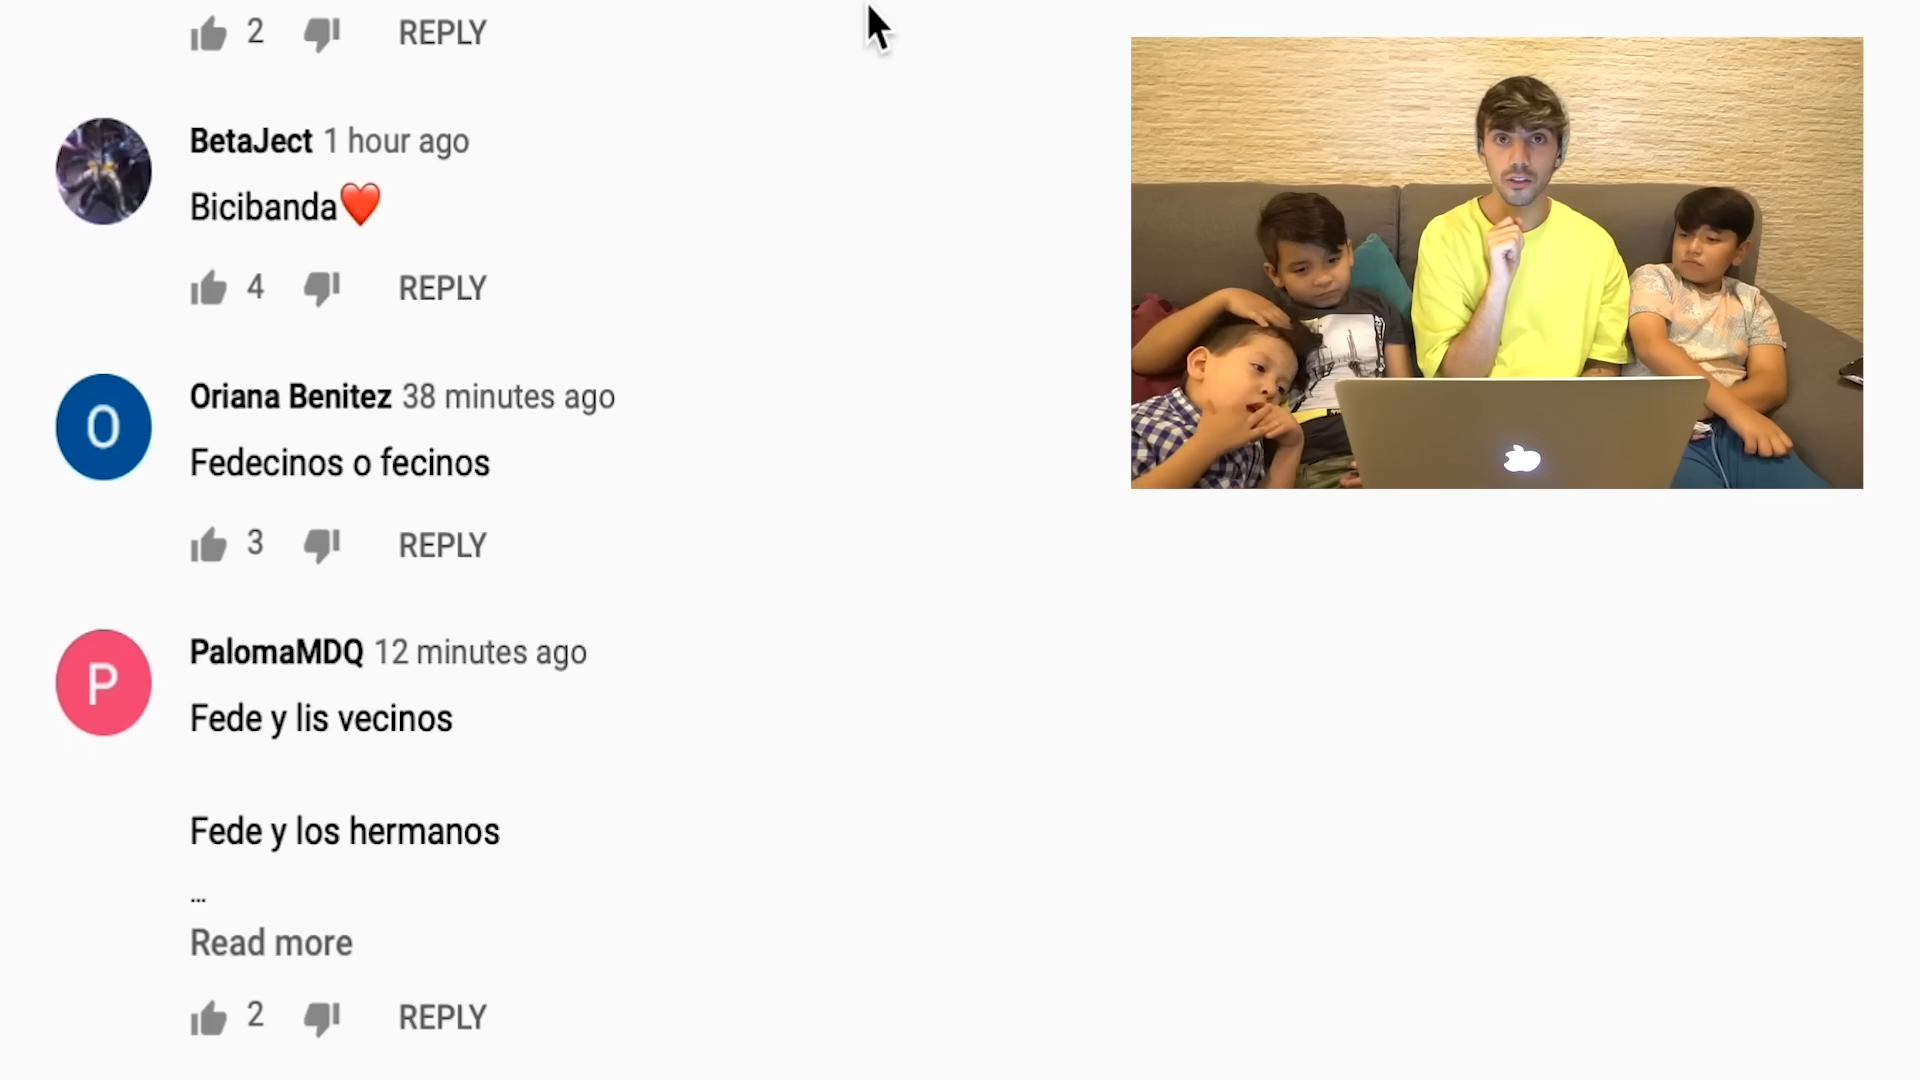 2 REPLY
BetaJect 1 hour ago
Bicibanda❤️
4 REPLY
O
Oriana Benitez 38 minutes ago
Fedecinos o fecinos
3 REPLY
P
PalomaMDQ 12 minutes ago
Fede y lis vecinos
Fede y los hermanos
...
Read more
2 REPLY